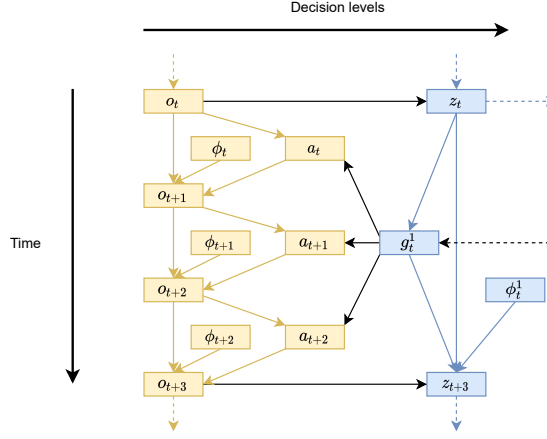 Decision levels
o_t
z_t
ϕ_t
a_t
o_{t+1}
Time
ϕ_{t+1}
a_{t+1}
g_t^1
o_{t+2}
ϕ_t^1
ϕ_{t+2}
a_{t+2}
o_{t+3}
z_{t+3}